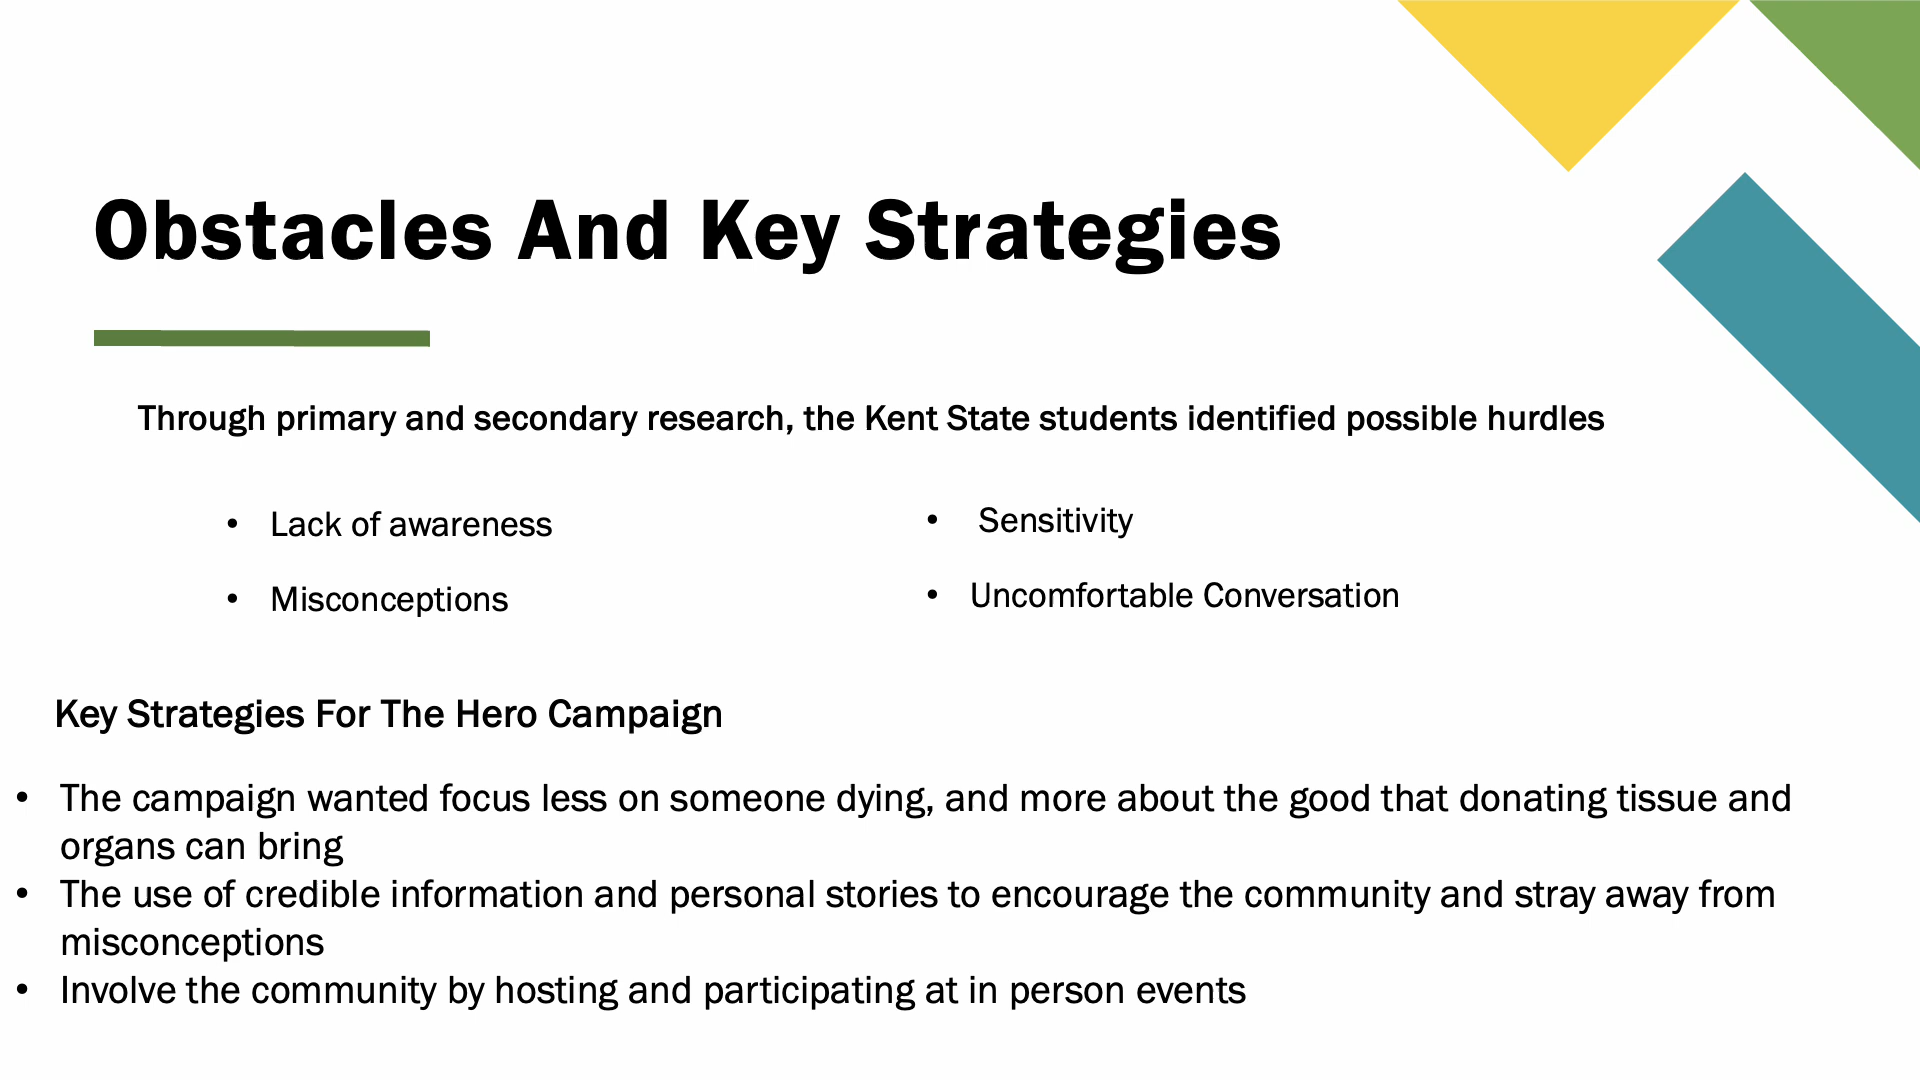 Obstacles And Key Strategies
Through primary and secondary research, the Kent State students identified possible hurdles
• Lack of awareness
• Misconceptions
• Sensitivity
• Uncomfortable Conversation
Key Strategies For The Hero Campaign
• The campaign wanted focus less on someone dying, and more about the good that donating tissue and
organs can bring
• The use of credible information and personal stories to encourage the community and stray away from
misconceptions
• Involve the community by hosting and participating at in person events